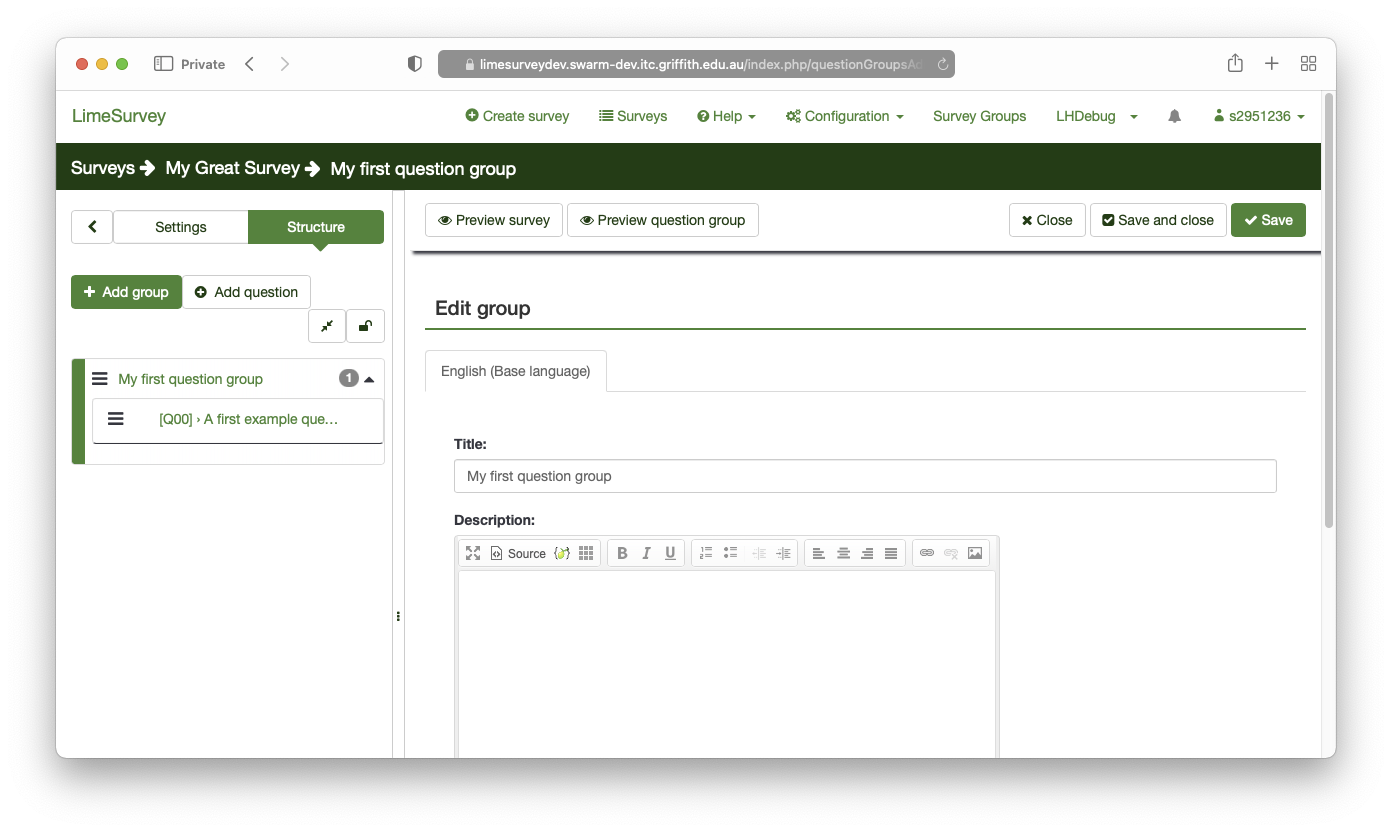 Private
limesurveydev.swarm-dev.itc.griffith.edu.au/index.php/questionGroupsAd
LimeSurvey
Create survey
Surveys
Help
Configuration
Survey Groups
LHDebug
s2951236
Surveys
My Great Survey
My first question group
Settings
Structure
Preview survey
Preview question group
Close
Save and close
Save
Add group
Add question
Edit group
My first question group
1
[Q00] › A first example que…
English (Base language)
Title:
My first question group
Description:
Source
B
I
U